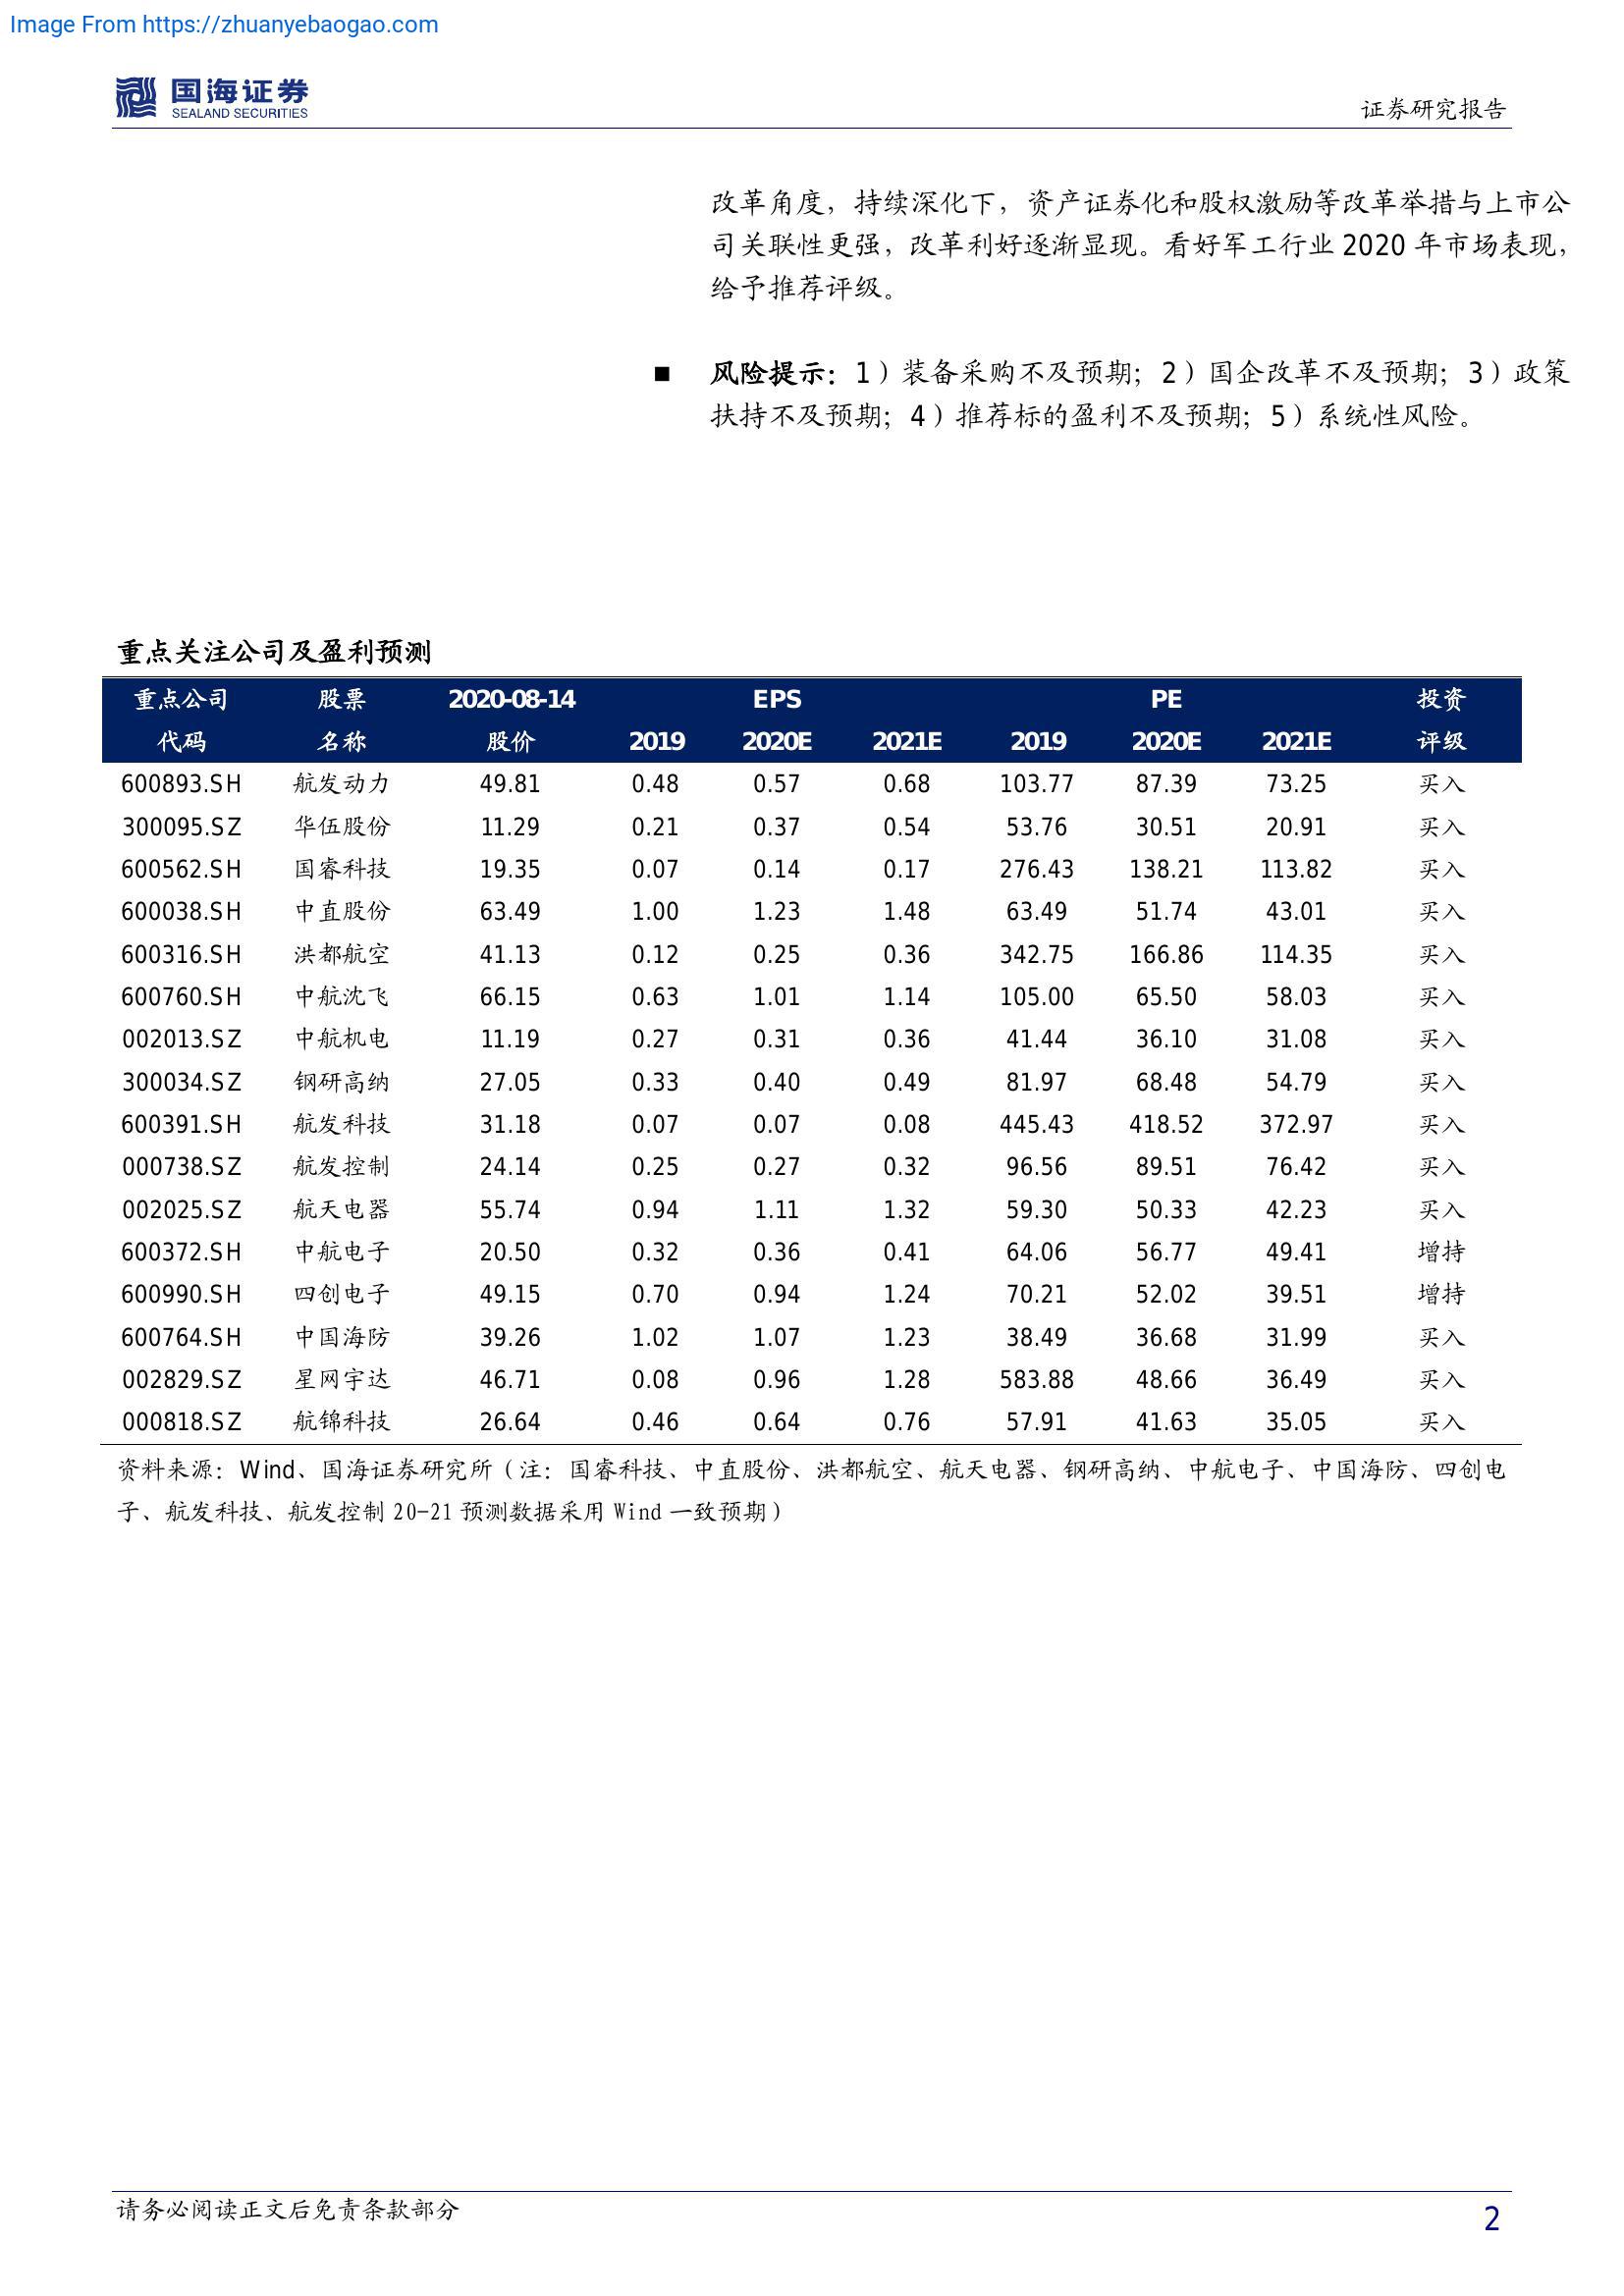 Image From https://zhuanyebaogao.com
国海证券
SEALAND SECURITIES
证券研究报告
改革角度，持续深化下，资产证券化和股权激励等改革举措与上市公
司关联性更强，改革利好逐渐显现。看好军工行业 2020 年市场表现，
给予推荐评级。
■ 风险提示：1）装备采购不及预期；2）国企改革不及预期；3）政策
扶持不及预期；4）推荐标的盈利不及预期；5）系统性风险。
重点关注公司及盈利预测
重点公司 股票 2020-08-14 EPS PE 投资
代码 名称 股价 2019 2020E 2021E 2019 2020E 2021E 评级
600893.SH 航发动力 49.81 0.48 0.57 0.68 103.77 87.39 73.25 买入
300095.SZ 华伍股份 11.29 0.21 0.37 0.54 53.76 30.51 20.91 买入
600562.SH 国睿科技 19.35 0.07 0.14 0.17 276.43 138.21 113.82 买入
600038.SH 中直股份 63.49 1.00 1.23 1.48 63.49 51.74 43.01 买入
600316.SH 洪都航空 41.13 0.12 0.25 0.36 342.75 166.86 114.35 买入
600760.SH 中航沈飞 66.15 0.63 1.01 1.14 105.00 65.50 58.03 买入
002013.SZ 中航机电 11.19 0.27 0.31 0.36 41.44 36.10 31.08 买入
300034.SZ 钢研高纳 27.05 0.33 0.40 0.49 81.97 68.48 54.79 买入
600391.SH 航发科技 31.18 0.07 0.07 0.08 445.43 418.52 372.97 买入
000738.SZ 航发控制 24.14 0.25 0.27 0.32 96.56 89.51 76.42 买入
002025.SZ 航天电器 55.74 0.94 1.11 1.32 59.30 50.33 42.23 买入
600372.SH 中航电子 20.50 0.32 0.36 0.41 64.06 56.77 49.41 增持
600990.SH 四创电子 49.15 0.70 0.94 1.24 70.21 52.02 39.51 增持
600764.SH 中国海防 39.26 1.02 1.07 1.23 38.49 36.68 31.99 买入
002829.SZ 星网宇达 46.71 0.08 0.96 1.28 583.88 48.66 36.49 买入
000818.SZ 航锦科技 26.64 0.46 0.64 0.76 57.91 41.63 35.05 买入
资料来源：Wind、国海证券研究所（注：国睿科技、中直股份、洪都航空、航天电器、钢研高纳、中航电子、中国海防、四创电
子、航发科技、航发控制 20-21 预测数据采用 Wind 一致预期）
请务必阅读正文后免责条款部分
2